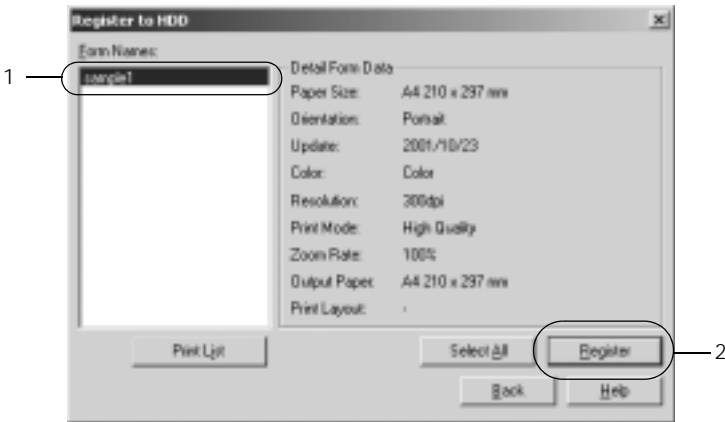 Register to HDD
Form Names:
1
sample1
Detail Form Data
Paper Size: A4 210 x 297 mm
Orientation: Portrait
Update: 2001/10/23
Color: Color
Resolution: 300dpi
Print Mode: High Quality
Zoom Rate: 100%
Output Paper: A4 210 x 297 mm
Print Layout: -
Print List
Select All
Register
2
Back
Help